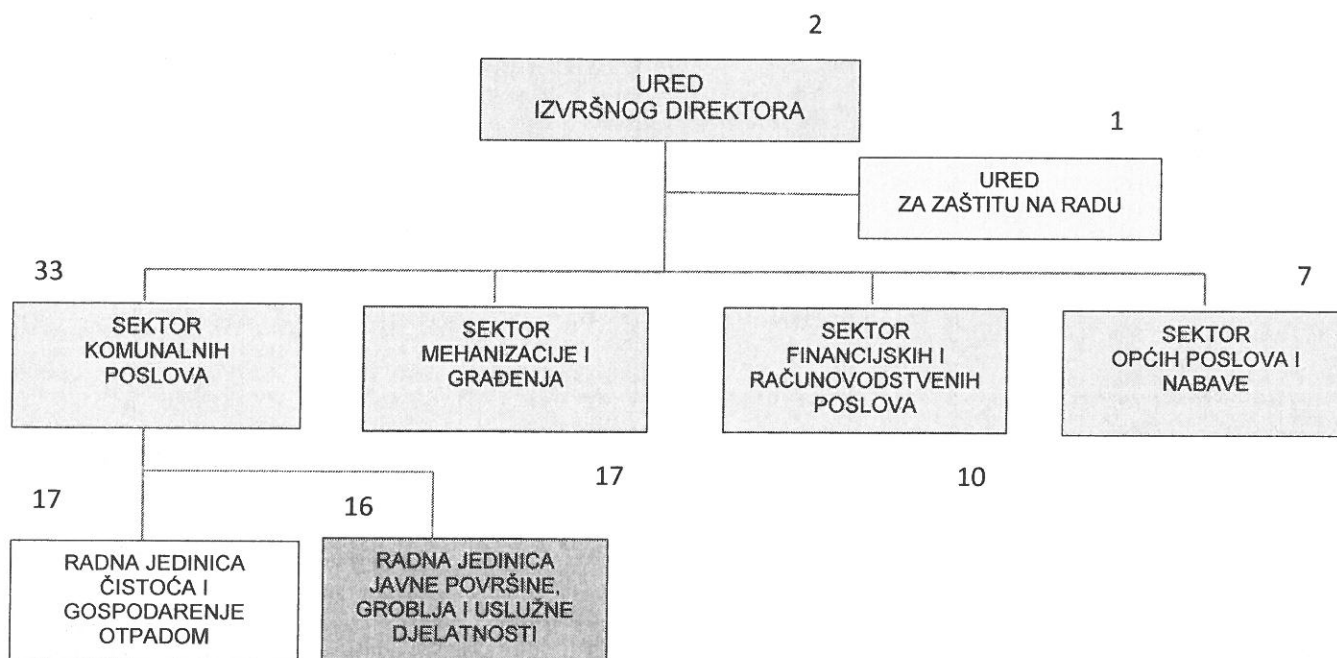 2
URED
IZVRŠNOG DIREKTORA
1
URED
ZA ZAŠTITU NA RADU
33
SEKTOR
KOMUNALNIH
POSLOVA
SEKTOR
MEHANIZACIJE I
GRAĐENJA
SEKTOR
FINANCIJSKIH I
RAČUNOVODSTVENIH
POSLOVA
7
SEKTOR
OPĆIH POSLOVA I
NABAVE
17
10
17
RADNA JEDINICA
ČISTOĆA I
GOSPODARENJE
OTPADOM
16
RADNA JEDINICA
JAVNE POVRŠINE,
GROBLJA I USLUŽNE
DJELATNOSTI